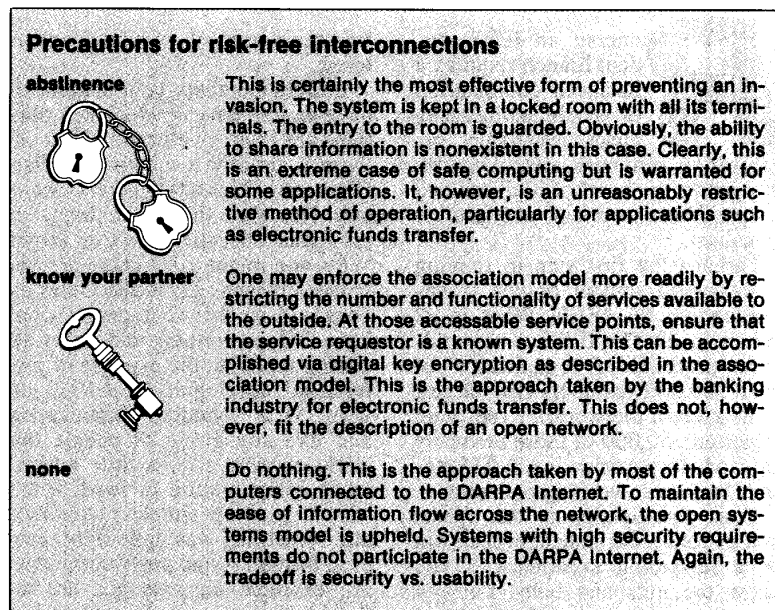 Precautions for risk-free interconnections
abstinence
This is certainly the most effective form of preventing an in-
vasion. The system is kept in a locked room with all its termi-
nals. The entry to the room is guarded. Obviously, the ability
to share information is nonexistent in this case. Clearly, this
is an extreme case of safe computing but is warranted for
some applications. It, however, is an unreasonably restric-
tive method of operation, particularly for applications such
as electronic funds transfer.
know your partner
One may enforce the association model more readily by re-
stricting the number and functionality of services available to
the outside. At those accessable service points, ensure that
the service requestor is a known system. This can be accom-
plished via digital key encryption as described in the asso-
ciation model. This is the approach taken by the banking
industry for electronic funds transfer. This does not, how-
ever, fit the description of an open network.
none
Do nothing. This is the approach taken by most of the com-
puters connected to the DARPA Internet. To maintain the
ease of information flow across the network, the open sys-
tems model is upheld. Systems with high security require-
ments do not participate in the DARPA Internet. Again, the
tradeoff is security vs. usability.